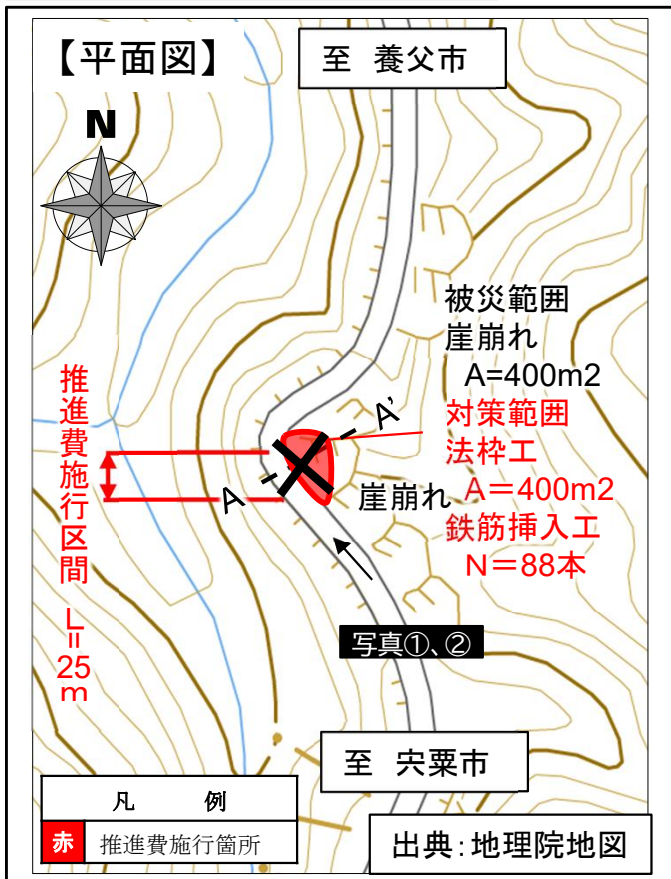 【平面図】
至 養父市
N
被災範囲
崖崩れ
A=400m2
対策範囲
法枠工
A=400m2
鉄筋挿入工
N=88本
推進費施行区間 L=25m
A
A'
崖崩れ
写真①、②
至 宍粟市
凡 例
赤 推進費施行箇所
出典:地理院地図